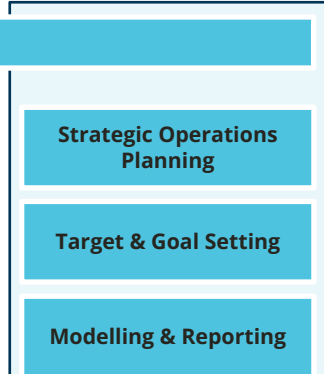 Strategic Operations
Planning
Target & Goal Setting
Modelling & Reporting